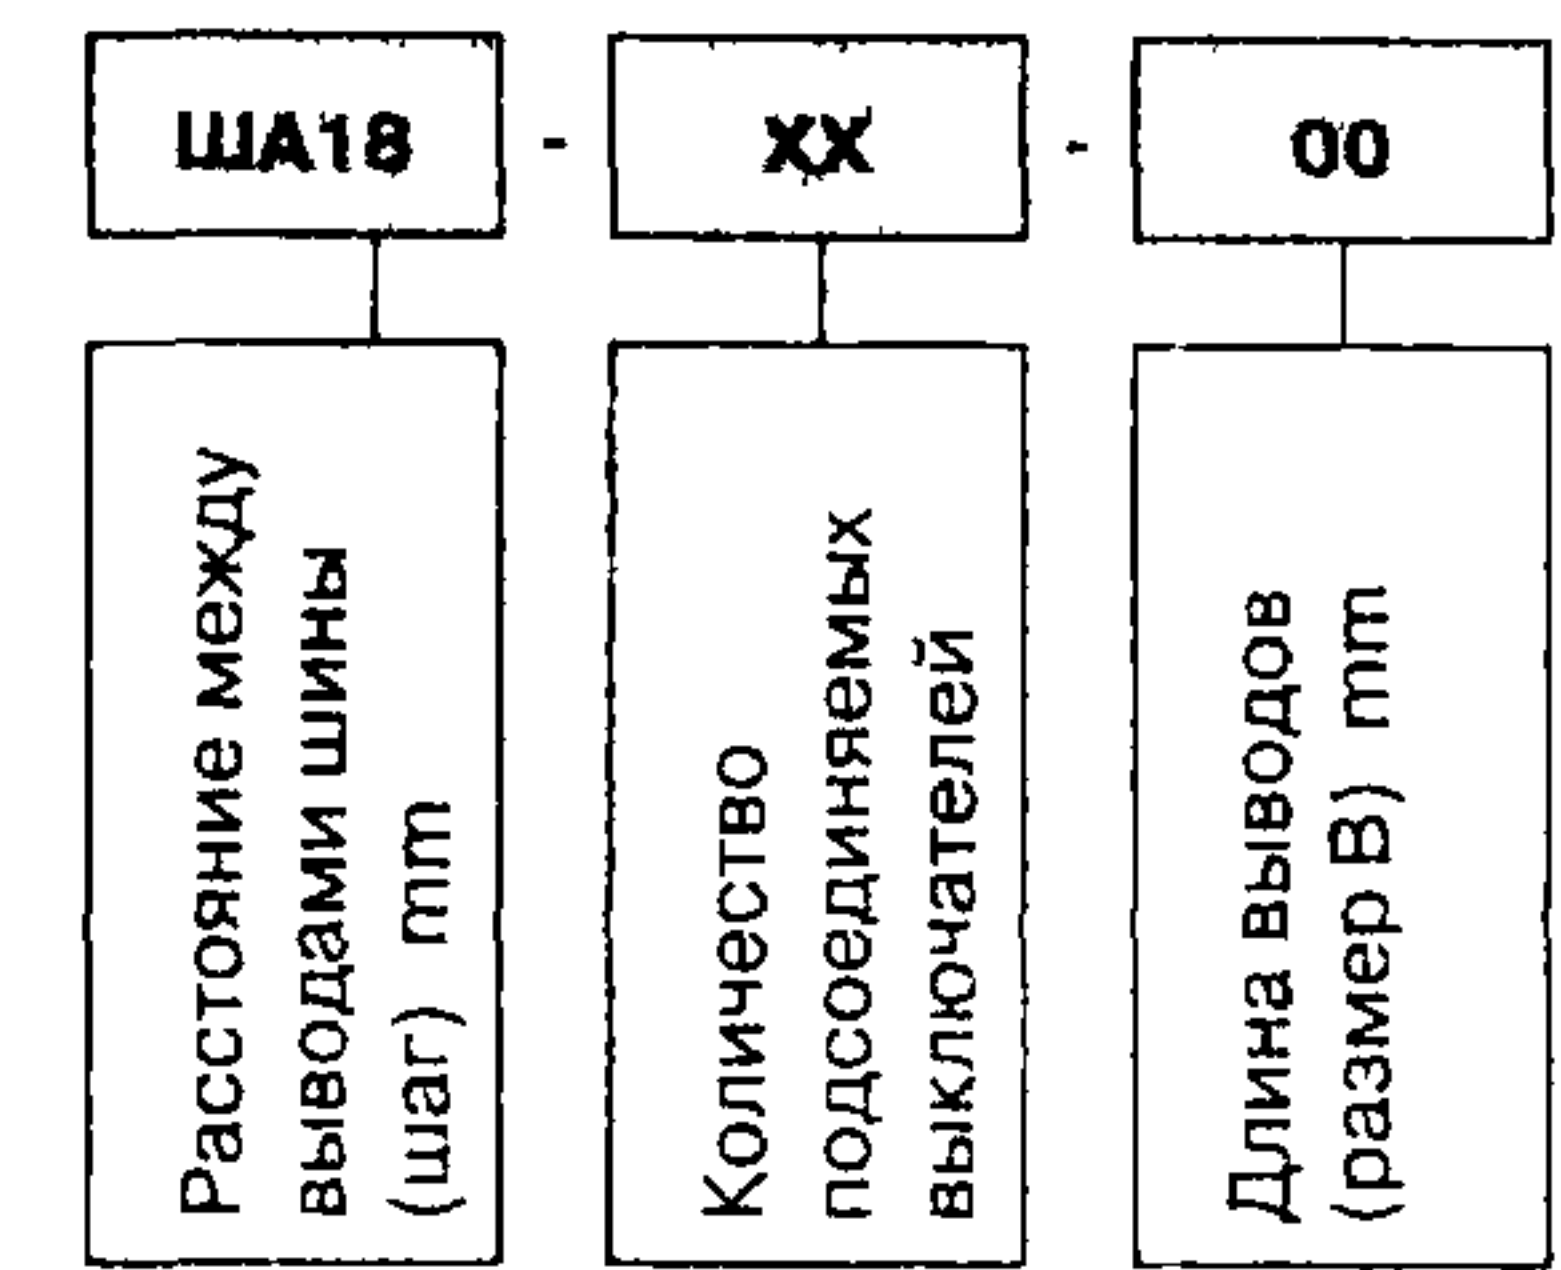 ША18 - XX - 00
Расстояние между
выводами шины
(шаг) mm
Количество
подсоединяемых
выключателей
Длина выводов
(размер B) mm